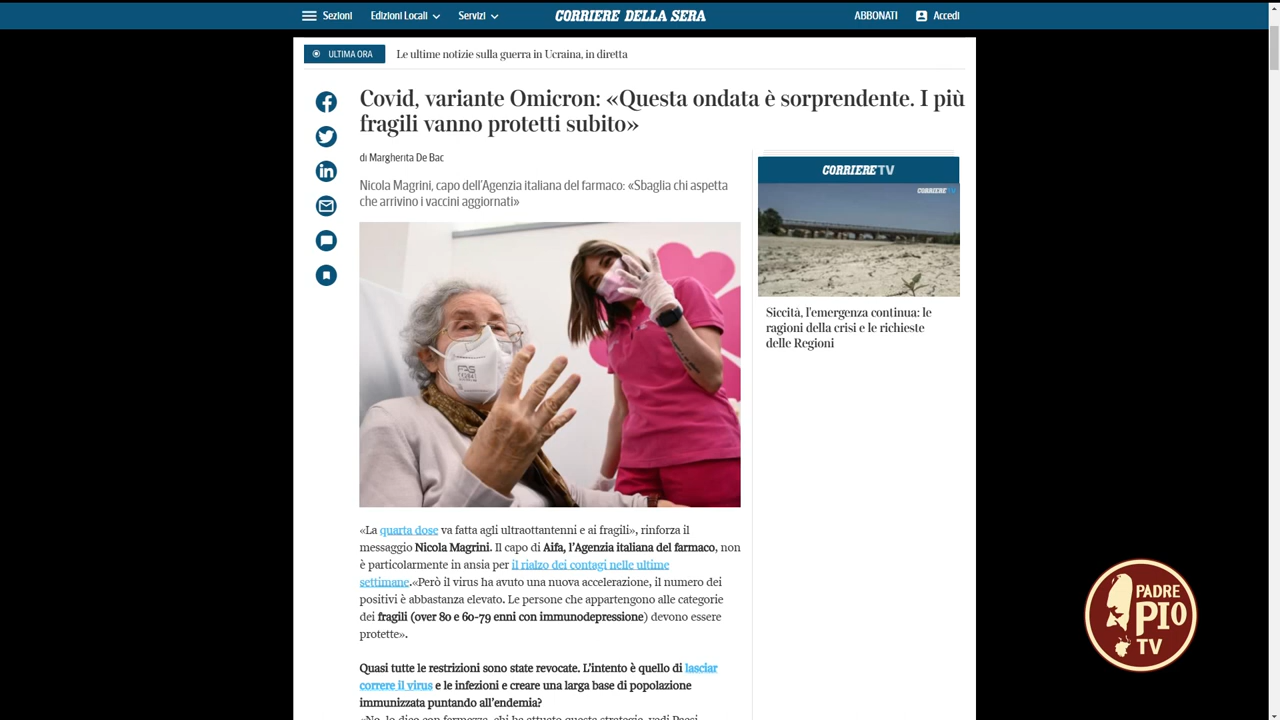 Sezioni Edizioni Locali Servizi CORRIERE DELLA SERA ABBONATI Accedi
ULTIMA ORA Le ultime notizie sulla guerra in Ucraina, in diretta
Covid, variante Omicron: «Questa ondata è sorprendente. I più
fragili vanno protetti subito»
di Margherita De Bac
Nicola Magrini, capo dell’Agenzia italiana del farmaco: «Sbaglia chi aspetta
che arrivino i vaccini aggiornati»
«La quarta dose va fatta agli ultraottantenni e ai fragili», rinforza il
messaggio Nicola Magrini. Il capo di Aifa, l’Agenzia italiana del farmaco, non
è particolarmente in ansia per il rialzo dei contagi nelle ultime
settimane.«Però il virus ha avuto una nuova accelerazione, il numero dei
positivi è abbastanza elevato. Le persone che appartengono alle categorie
dei fragili (over 80 e 60-79 enni con immunodepressione) devono essere
protette».
Quasi tutte le restrizioni sono state revocate. L’intento è quello di lasciar
correre il virus e le infezioni e creare una larga base di popolazione
immunizzata puntando all’endemia?
CORRIERE TV
CORRIERE TV
Siccità, l'emergenza continua: le
ragioni della crisi e le richieste
delle Regioni
PADRE
PIO
TV